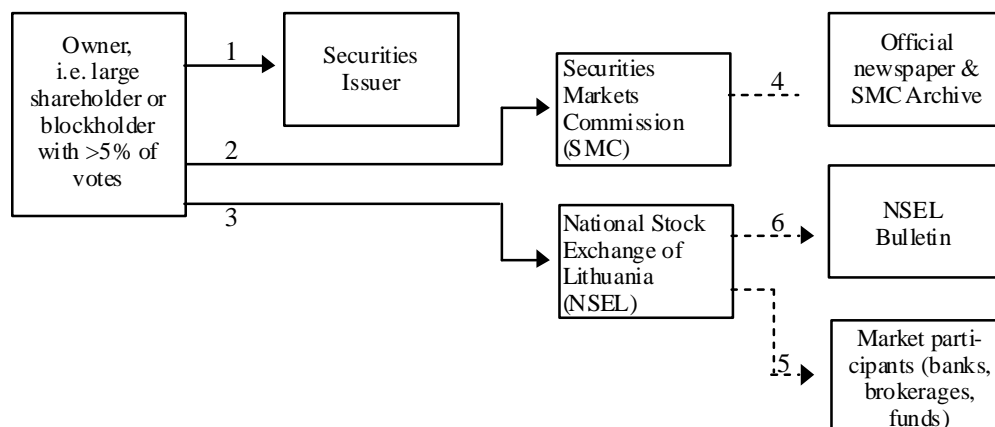 Owner,
i.e. large
shareholder or
blockholder
with >5% of
votes
1
2
3
Securities
Issuer
Securities
Markets
Commission
(SMC)
4
Official
newspaper &
SMC Archive
National Stock
Exchange of
Lithuania
(NSEL)
6
NSEL
Bulletin
5
Market parti-
cipants (banks,
brokerages,
funds)